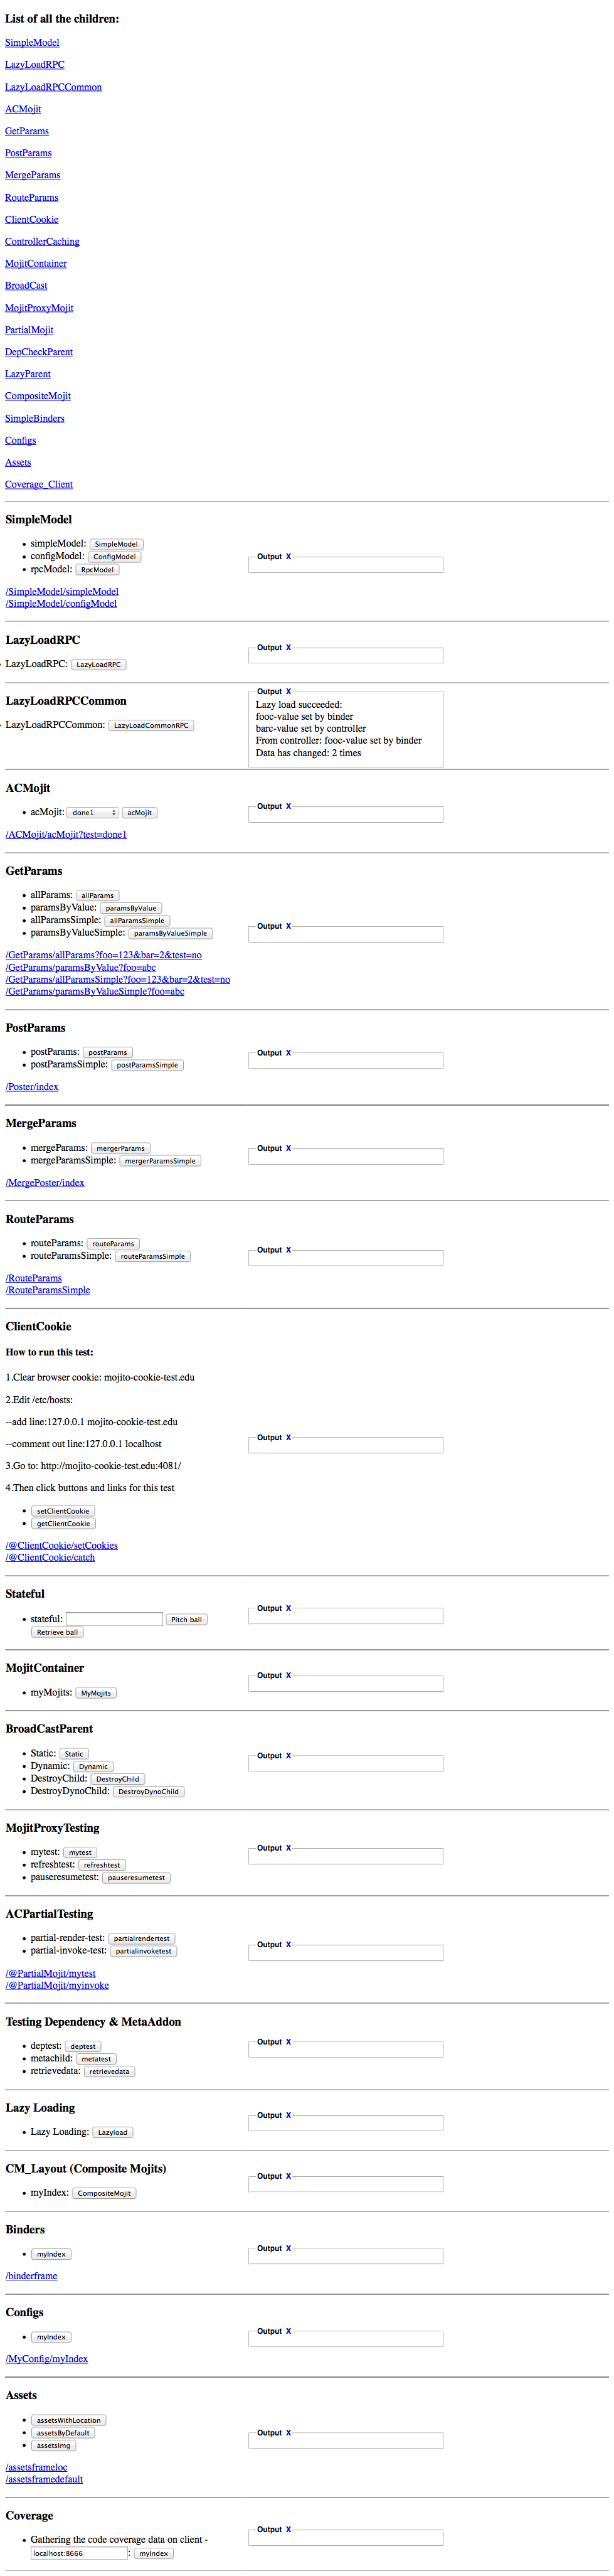 List of all the children:
SimpleModel
LazyLoadRPC
LazyLoadRPCCommon
ACMojit
GetParams
PostParams
MergeParams
RouteParams
ClientCookie
ControllerCaching
MojitContainer
BroadCast
MojitProxyMojit
PartialMojit
DepCheckParent
LazyParent
CompositeMojit
SimpleBinders
Configs
Assets
Coverage_Client
SimpleModel
simpleModel: SimpleModel
configModel: ConfigModel
rpcModel: RpcModel
Output X
/SimpleModel/simpleModel
/SimpleModel/configModel
LazyLoadRPC
LazyLoadRPC: LazyLoadRPC
Output X
LazyLoadRPCCommon
LazyLoadRPCCommon: LazyLoadCommonRPC
Output X
Lazy load succeeded:
fooc-value set by binder
barc-value set by controller
From controller: fooc-value set by binder
Data has changed: 2 times
ACMojit
acMojit: done1 acMojit
Output X
/ACMojit/acMojit?test=done1
GetParams
allParams: allParams
paramsByValue: paramsByValue
allParamsSimple: allParamsSimple
paramsByValueSimple: paramsByValueSimple
Output X
/GetParams/allParams?foo=123&bar=2&test=no
/GetParams/paramsByValue?foo=abc
/GetParams/allParamsSimple?foo=123&bar=2&test=no
/GetParams/paramsByValueSimple?foo=abc
PostParams
postParams: postParams
postParamsSimple: postParamsSimple
Output X
/Poster/index
MergeParams
mergeParams: mergerParams
mergeParamsSimple: mergerParamsSimple
Output X
/MergePoster/index
RouteParams
routeParams: routeParams
routeParamsSimple: routeParamsSimple
Output X
/RouteParams
/RouteParamsSimple
ClientCookie
How to run this test:
1.Clear browser cookie: mojito-cookie-test.edu
2.Edit /etc/hosts:
--add line:127.0.0.1 mojito-cookie-test.edu
--comment out line:127.0.0.1 localhost
3.Go to: http://mojito-cookie-test.edu:4081/
4.Then click buttons and links for this test
setClientCookie
getClientCookie
Output X
/@ClientCookie/setCookies
/@ClientCookie/catch
Stateful
stateful: Pitch ball
Retrieve ball
Output X
MojitContainer
myMojits: MyMojits
Output X
BroadCastParent
Static: Static
Dynamic: Dynamic
DestroyChild: DestroyChild
DestroyDynoChild: DestroyDynoChild
Output X
MojitProxyTesting
mytest: mytest
refreshtest: refreshtest
pauseresumetest: pauseresumetest
Output X
ACPartialTesting
partial-render-test: partialrendertest
partial-invoke-test: partialinvoketest
Output X
/@PartialMojit/mytest
/@PartialMojit/myinvoke
Testing Dependency & MetaAddon
deptest: deptest
metachild: metatest
retrievedata: retrievedata
Output X
Lazy Loading
Lazy Loading: Lazyload
Output X
CM_Layout (Composite Mojits)
myIndex: CompositeMojit
Output X
Binders
myIndex
Output X
/binderframe
Configs
myIndex
Output X
/MyConfig/myIndex
Assets
assetsWithLocation
assetsByDefault
assetsImg
Output X
/assetsframeloc
/assetsframedefault
Coverage
Gathering the code coverage data on client -
localhost:8666 : myIndex
Output X